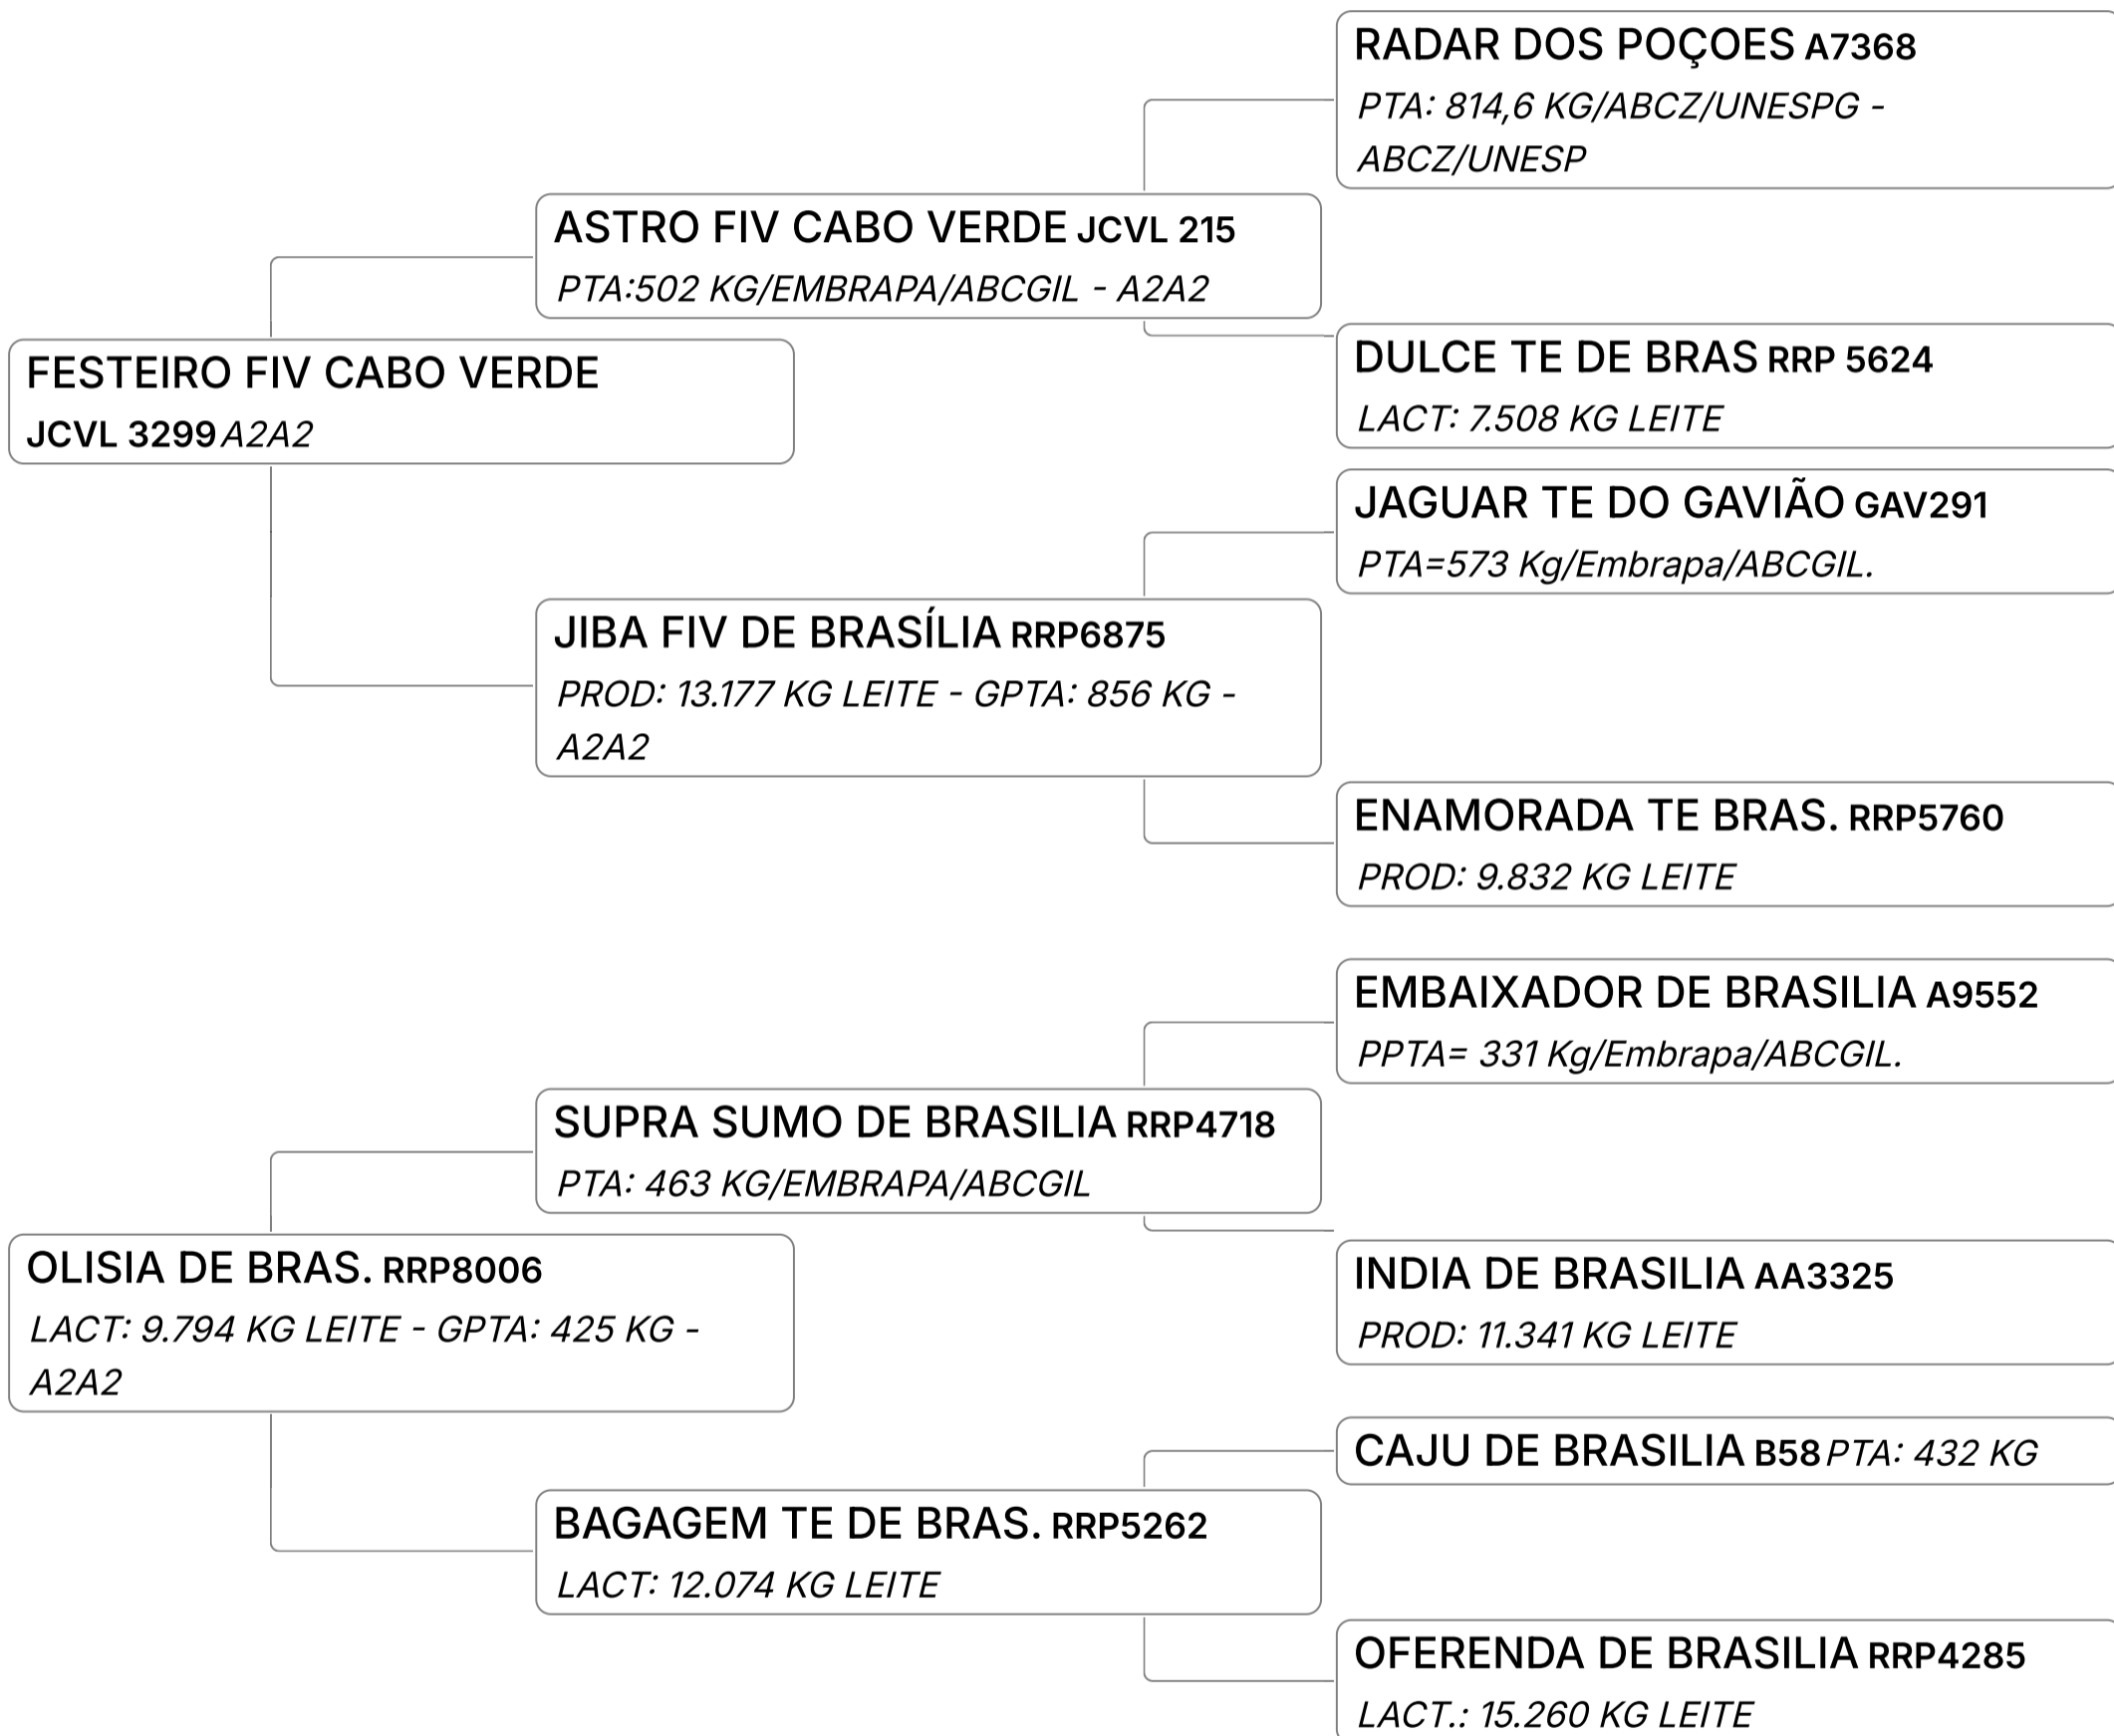 RADAR DOS POÇOES A7368
PTA: 814,6 KG/ABCZ/UNESPG -
ABCZ/UNESP
ASTRO FIV CABO VERDE JCVL 215
PTA:502 KG/EMBRAPA/ABCGIL - A2A2
DULCE TE DE BRAS RRP 5624
LACT: 7.508 KG LEITE
FESTEIRO FIV CABO VERDE
JCVL 3299 A2A2
JAGUAR TE DO GAVIÃO GAV291
PTA=573 Kg/Embrapa/ABCGIL.
JIBA FIV DE BRASÍLIA RRP6875
PROD: 13.177 KG LEITE - GPTA: 856 KG -
A2A2
ENAMORADA TE BRAS. RRP5760
PROD: 9.832 KG LEITE
EMBAIXADOR DE BRASILIA A9552
PPTA= 331 Kg/Embrapa/ABCGIL.
SUPRA SUMO DE BRASILIA RRP4718
PTA: 463 KG/EMBRAPA/ABCGIL
INDIA DE BRASILIA AA3325
PROD: 11.341 KG LEITE
OLISIA DE BRAS. RRP8006
LACT: 9.794 KG LEITE - GPTA: 425 KG -
A2A2
CAJU DE BRASILIA B58 PTA: 432 KG
BAGAGEM TE DE BRAS. RRP5262
LACT: 12.074 KG LEITE
OFERENDA DE BRASILIA RRP4285
LACT.: 15.260 KG LEITE